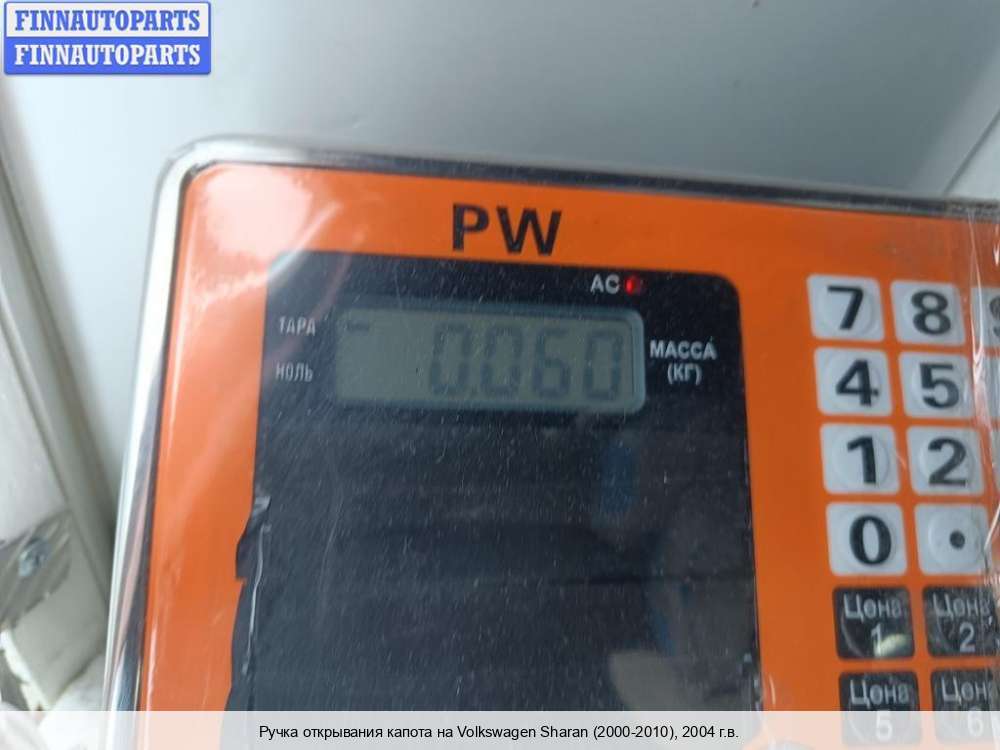 FINNAUTOPARTS
FINNAUTOPARTS
PW
AC
ТАРА
НОЛЬ
0.060
МАССА
(КГ)
7 8
4 5
1 2
0 .
Цена 1
Цена 2
Цена 5
Цена 6
Ручка открывания капота на Volkswagen Sharan (2000-2010), 2004 г.в.